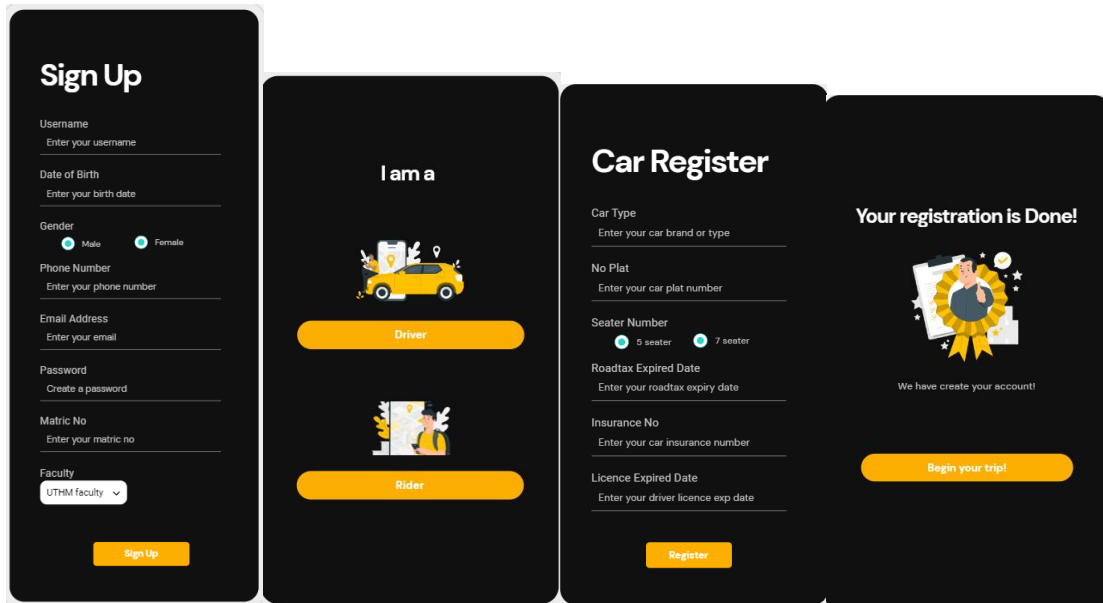 Sign Up
Username
Enter your username
Date of Birth
Enter your birth date
Gender
Male Female
Phone Number
Enter your phone number
Email Address
Enter your email
Password
Create a password
Matric No
Enter your matric no
Faculty
UTHM faculty
Sign Up
I am a
Driver
Rider
Car Register
Car Type
Enter your car brand or type
No Plat
Enter your car plat number
Seater Number
5 seater 7 seater
Roadtax Expired Date
Enter your roadtax expiry date
Insurance No
Enter your car insurance number
Licence Expired Date
Enter your driver licence exp date
Register
Your registration is Done!
We have create your account!
Begin your trip!